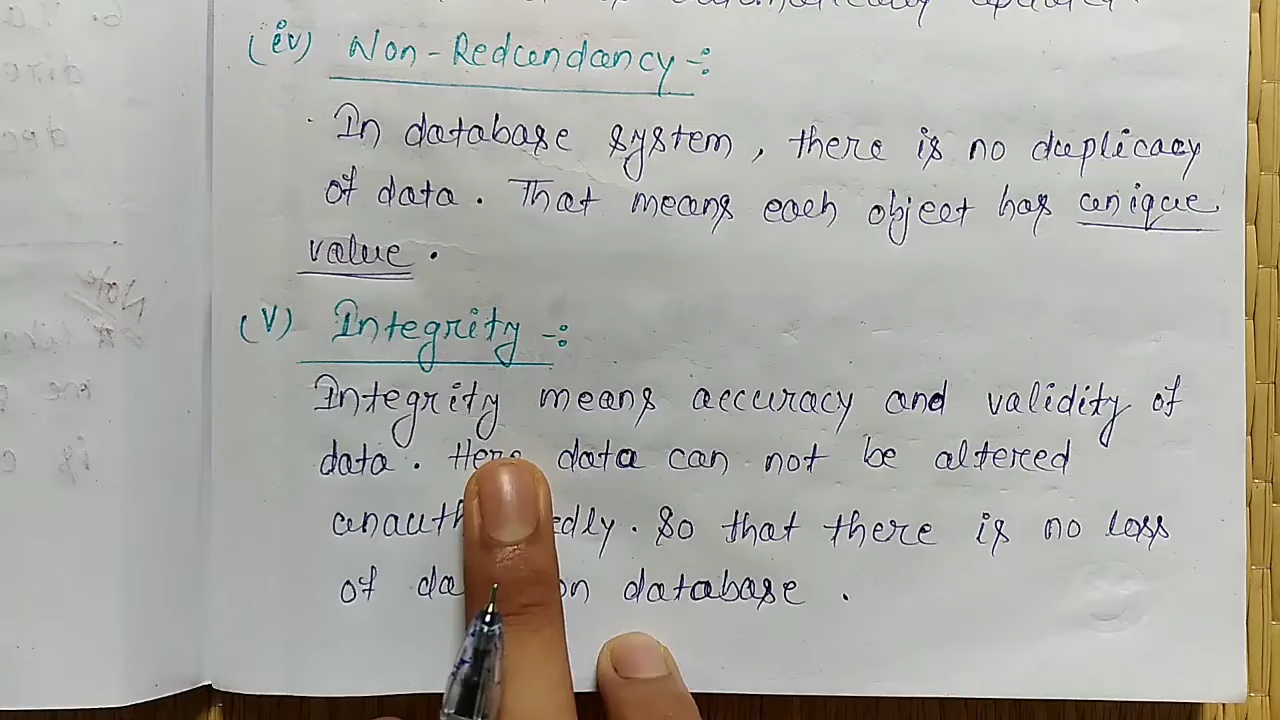 (iv) Non-Redundancy -:
· In database system, there is no duplicacy
of data. That means each object has unique
value.
(V) Integrity -:
Integrity means accuracy and validity of
data. Here data can not be altered
of on database.
edly. So that there is no loss